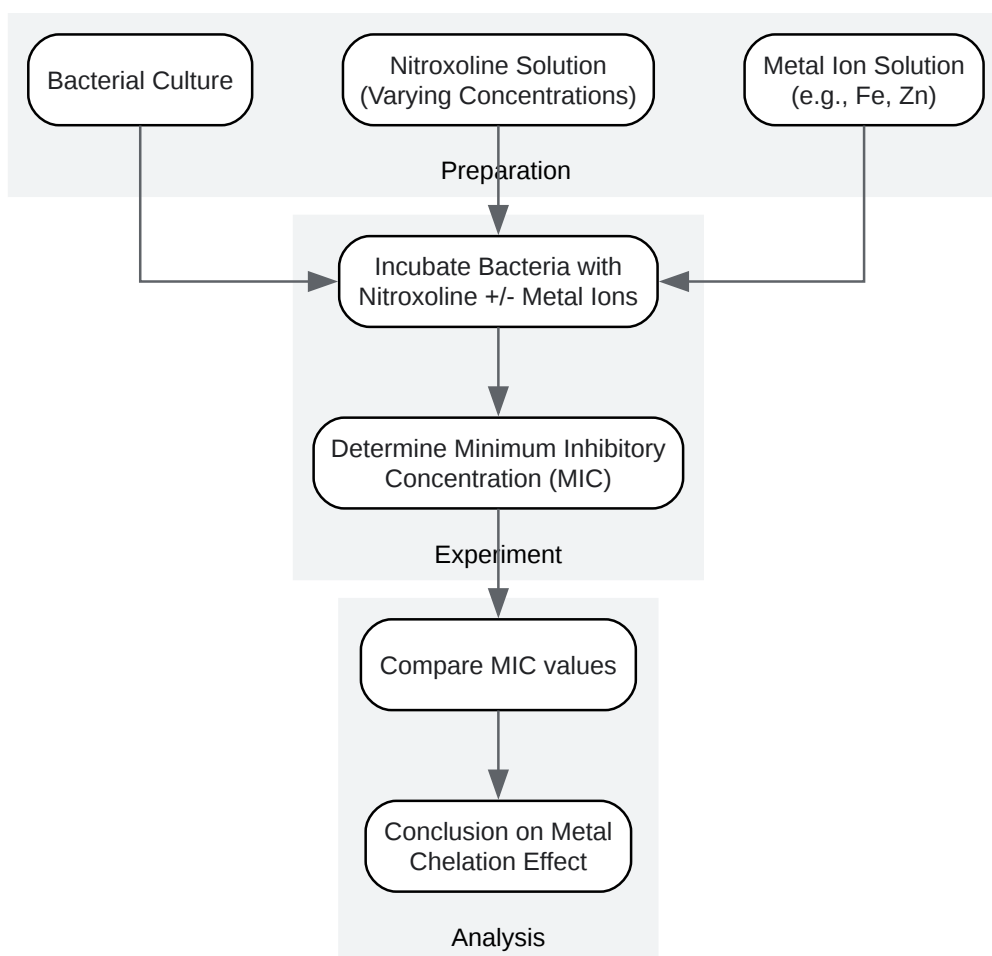 Bacterial Culture
Nitroxoline Solution
(Varying Concentrations)
Metal Ion Solution
(e.g., Fe, Zn)
Preparation
Incubate Bacteria with
Nitroxoline +/- Metal Ions
Determine Minimum Inhibitory
Concentration (MIC)
Experiment
Compare MIC values
Conclusion on Metal
Chelation Effect
Analysis